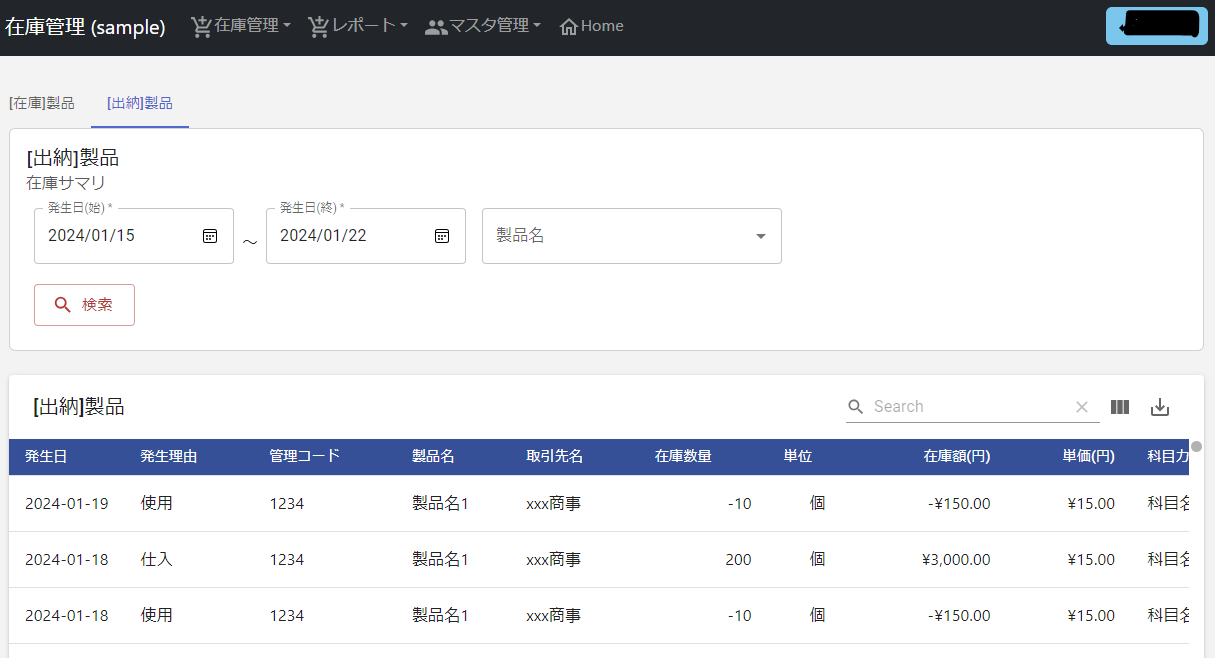 在庫管理 (sample) 在庫管理 レポート マスタ管理 Home
[在庫]製品 [出納]製品
[出納]製品
在庫サマリ
発生日(始) * 発生日(終) *
2024/01/15 ～ 2024/01/22 製品名
検索
[出納]製品 Search
発生日 発生理由 管理コード 製品名 取引先名 在庫数量 単位 在庫額(円) 単価(円) 科目カ
2024-01-19 使用 1234 製品名1 xxx商事 -10 個 -¥150.00 ¥15.00 科目名
2024-01-18 仕入 1234 製品名1 xxx商事 200 個 ¥3,000.00 ¥15.00 科目名
2024-01-18 使用 1234 製品名1 xxx商事 -10 個 -¥150.00 ¥15.00 科目名